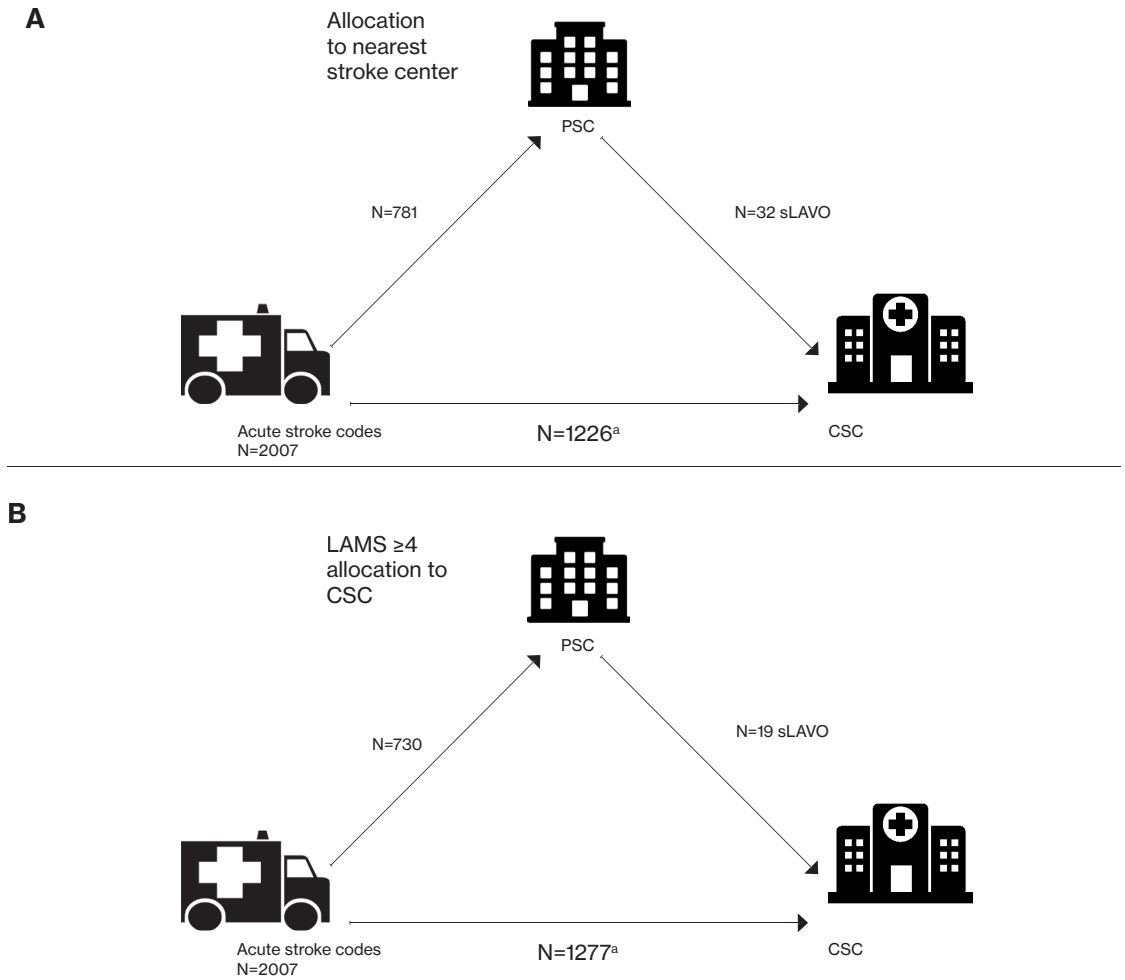 A
Allocation
to nearest
stroke center
PSC
N=781
N=32 sLAVO
Acute stroke codes
N=2007
N=1226ᵃ
CSC
B
LAMS ≥4
allocation to
CSC
PSC
N=730
N=19 sLAVO
Acute stroke codes
N=2007
N=1277ᵃ
CSC